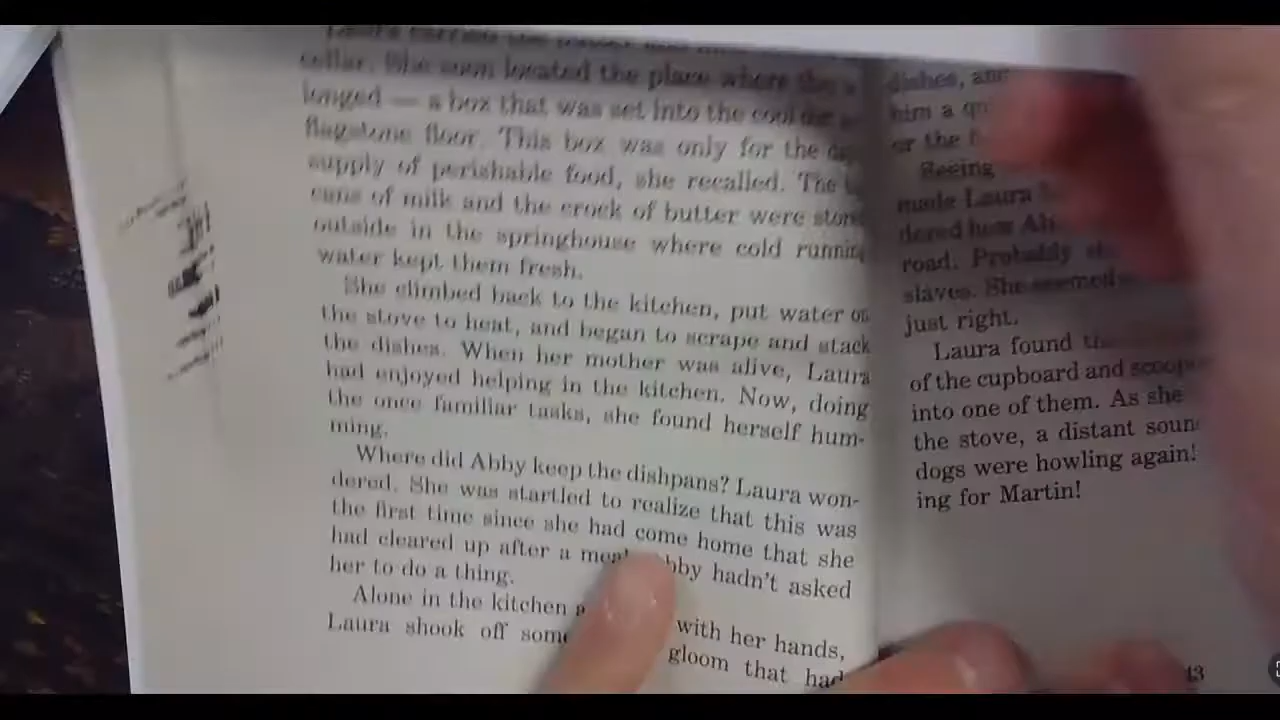 cellar. She soon located the place where the
longed — a box that was set into the cool
flagstone floor. This box was only for the
supply of perishable food, she recalled. The
cans of milk and the crock of butter were
outside in the springhouse where cold running
water kept them fresh.
She climbed back to the kitchen, put water on
the stove to heat, and began to scrape and stack
the dishes. When her mother was alive, Laura
had enjoyed helping in the kitchen. Now, doing
the once familiar tasks, she found herself hum-
ming.
Where did Abby keep the dishpans? Laura won-
dered. She was startled to realize that this was
the first time since she had come home that she
had cleared up after a hadn't asked
her to do a thing.
Alone in the kitchen with her hands,
Laura shook off gloom that had
dishes, and
him a
or the
Seeing
made Laura
dered how
road. Probably
slaves. She seemed
just right.
Laura found
of the cupboard and
into one of them. As she
the stove, a distant
dogs were howling again!
ing for Martin!